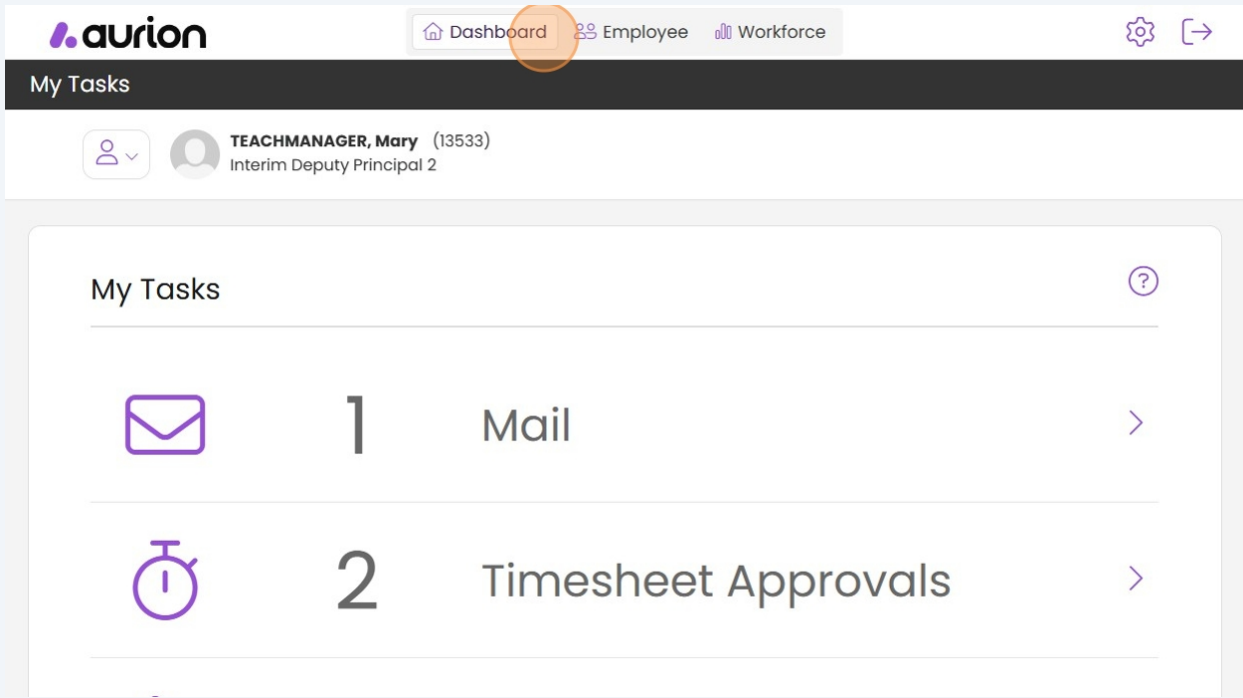 aurion
Dashboard Employee Workforce
My Tasks
TEACHMANAGER, Mary (13533)
Interim Deputy Principal 2
My Tasks
?
1 Mail
2 Timesheet Approvals